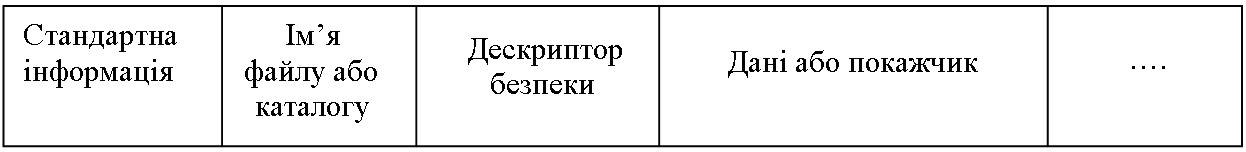 Стандартна
інформація
Ім’я
файлу або
каталогу
Дескриптор
безпеки
Дані або покажчик
....